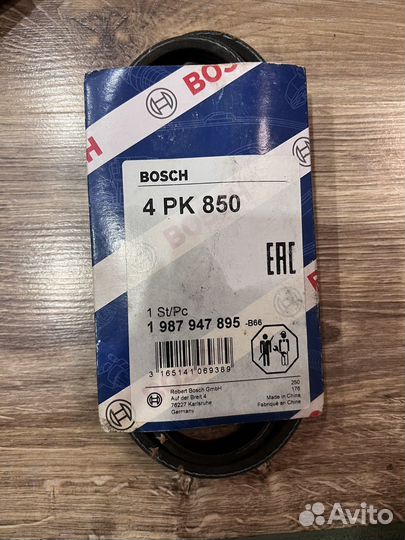 BOSCH
4 PK 850
EAC
1 St/Pc
1 987 947 895 -B66
3 165141 069389
Robert Bosch GmbH
Auf der Breit 4
76227 Karlsruhe
Germany
250
176
Made in China
Fabriqué en China
BOSCH
Avito